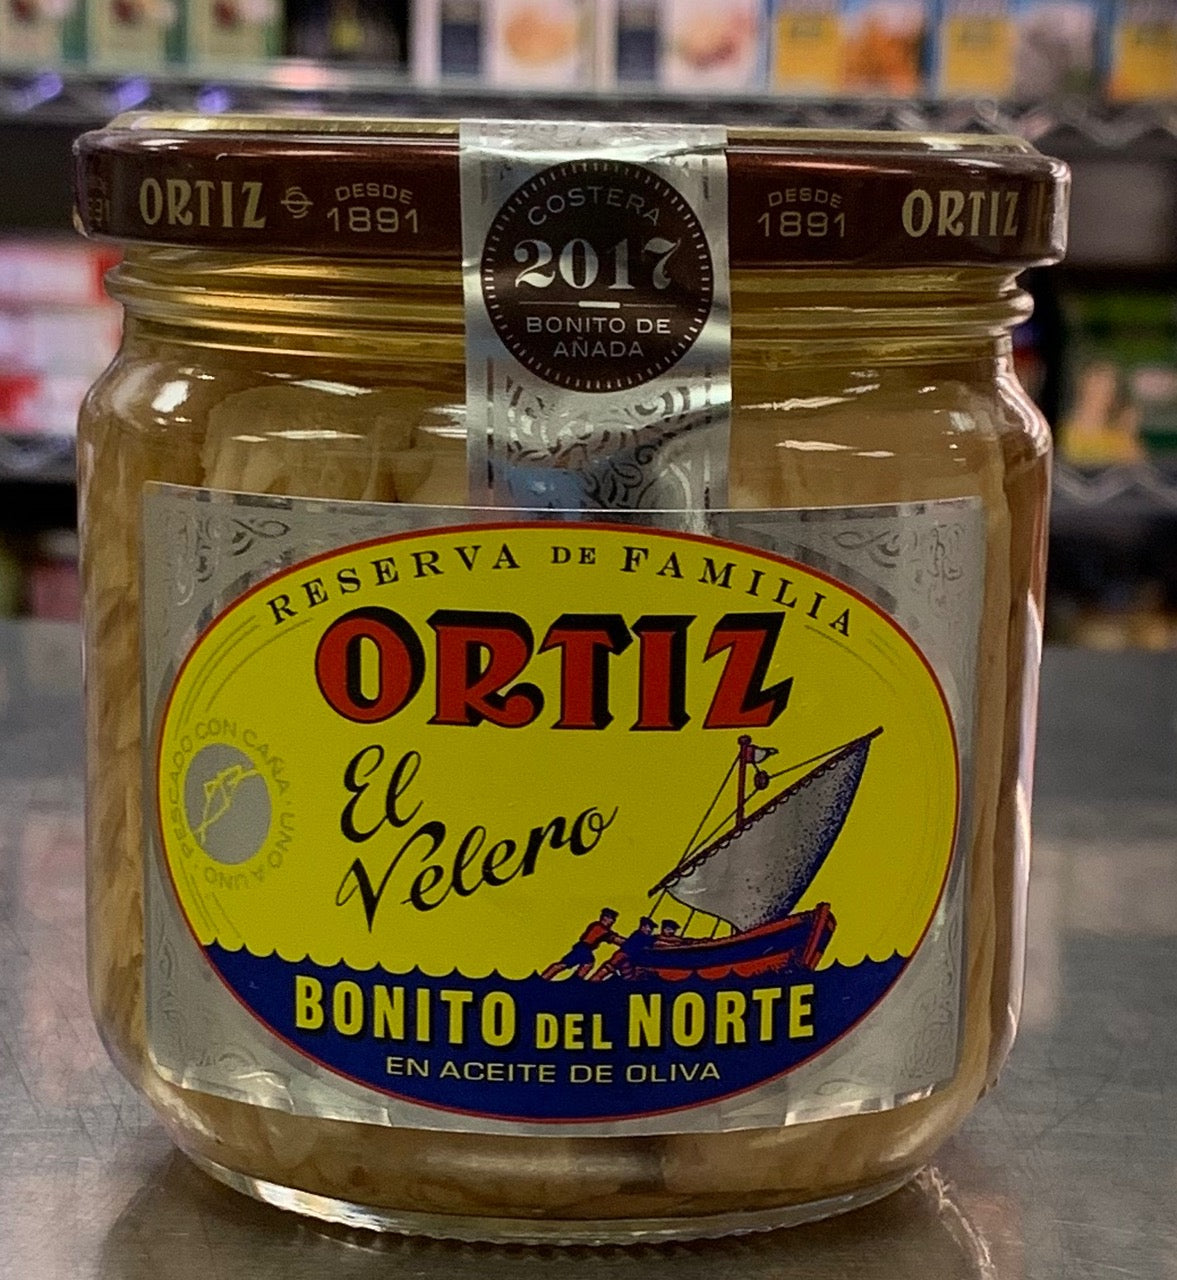 ORTIZ DESDE 1891
COSTERA
2017
BONITO DE
AÑADA
DESDE 1891 ORTIZ
RESERVA DE FAMILIA
ORTIZ
El
Velero
PESCADO CON CAÑA · UNO A UNO ·
BONITO DEL NORTE
EN ACEITE DE OLIVA